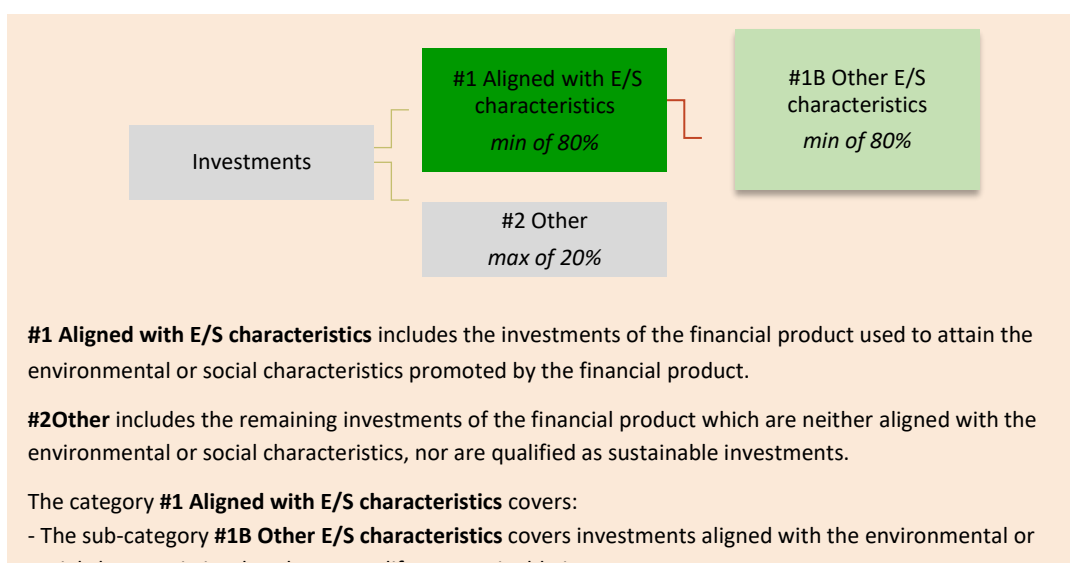 #1 Aligned with E/S
characteristics
min of 80%
#1B Other E/S
characteristics
min of 80%
Investments
#2 Other
max of 20%
#1 Aligned with E/S characteristics includes the investments of the financial product used to attain the
environmental or social characteristics promoted by the financial product.
#2Other includes the remaining investments of the financial product which are neither aligned with the
environmental or social characteristics, nor are qualified as sustainable investments.
The category #1 Aligned with E/S characteristics covers:
- The sub-category #1B Other E/S characteristics covers investments aligned with the environmental or